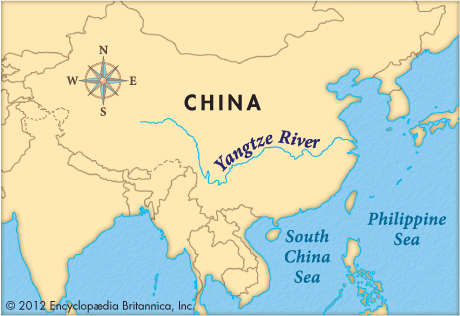 N
W E
S
CHINA
Yangtze River
Philippine
Sea
South
China
Sea
© 2012 Encyclopædia Britannica, Inc.